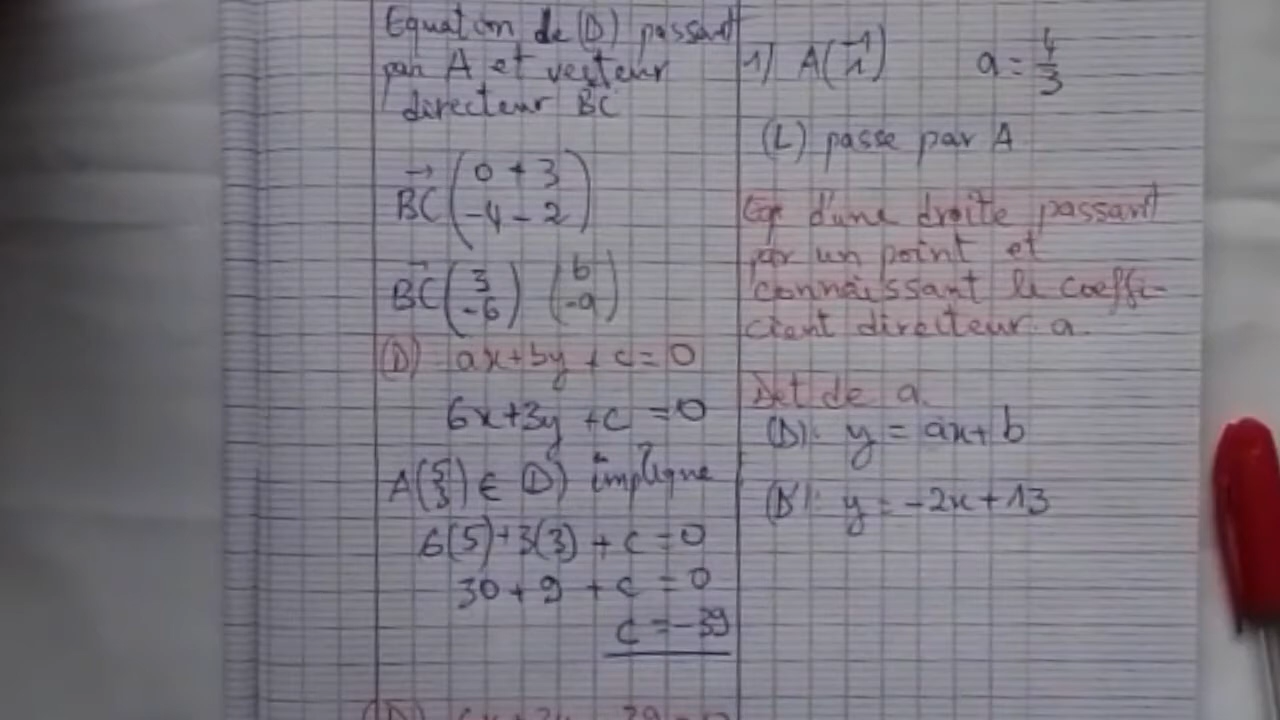 Equation de (D) passant
par A et vecteur
directeur BC
→
BC ( 0 + 3
-4 - 2 )
BC ( 3
-6 ) ( b
-a )
(D) ax+by + c = 0
6x+3y + c = 0
A(5
3) ∈ (D) implique
6(5)+3(3) + c = 0
30 + 9 + c = 0
c = -39
1) A(-1
1) a = 4/3
(L) passe par A
Eq d'une droite passant
par un point et
connaissant le coeffi-
cient directeur a.
Det de a.
(D): y = ax+b
(D'): y = -2x+13